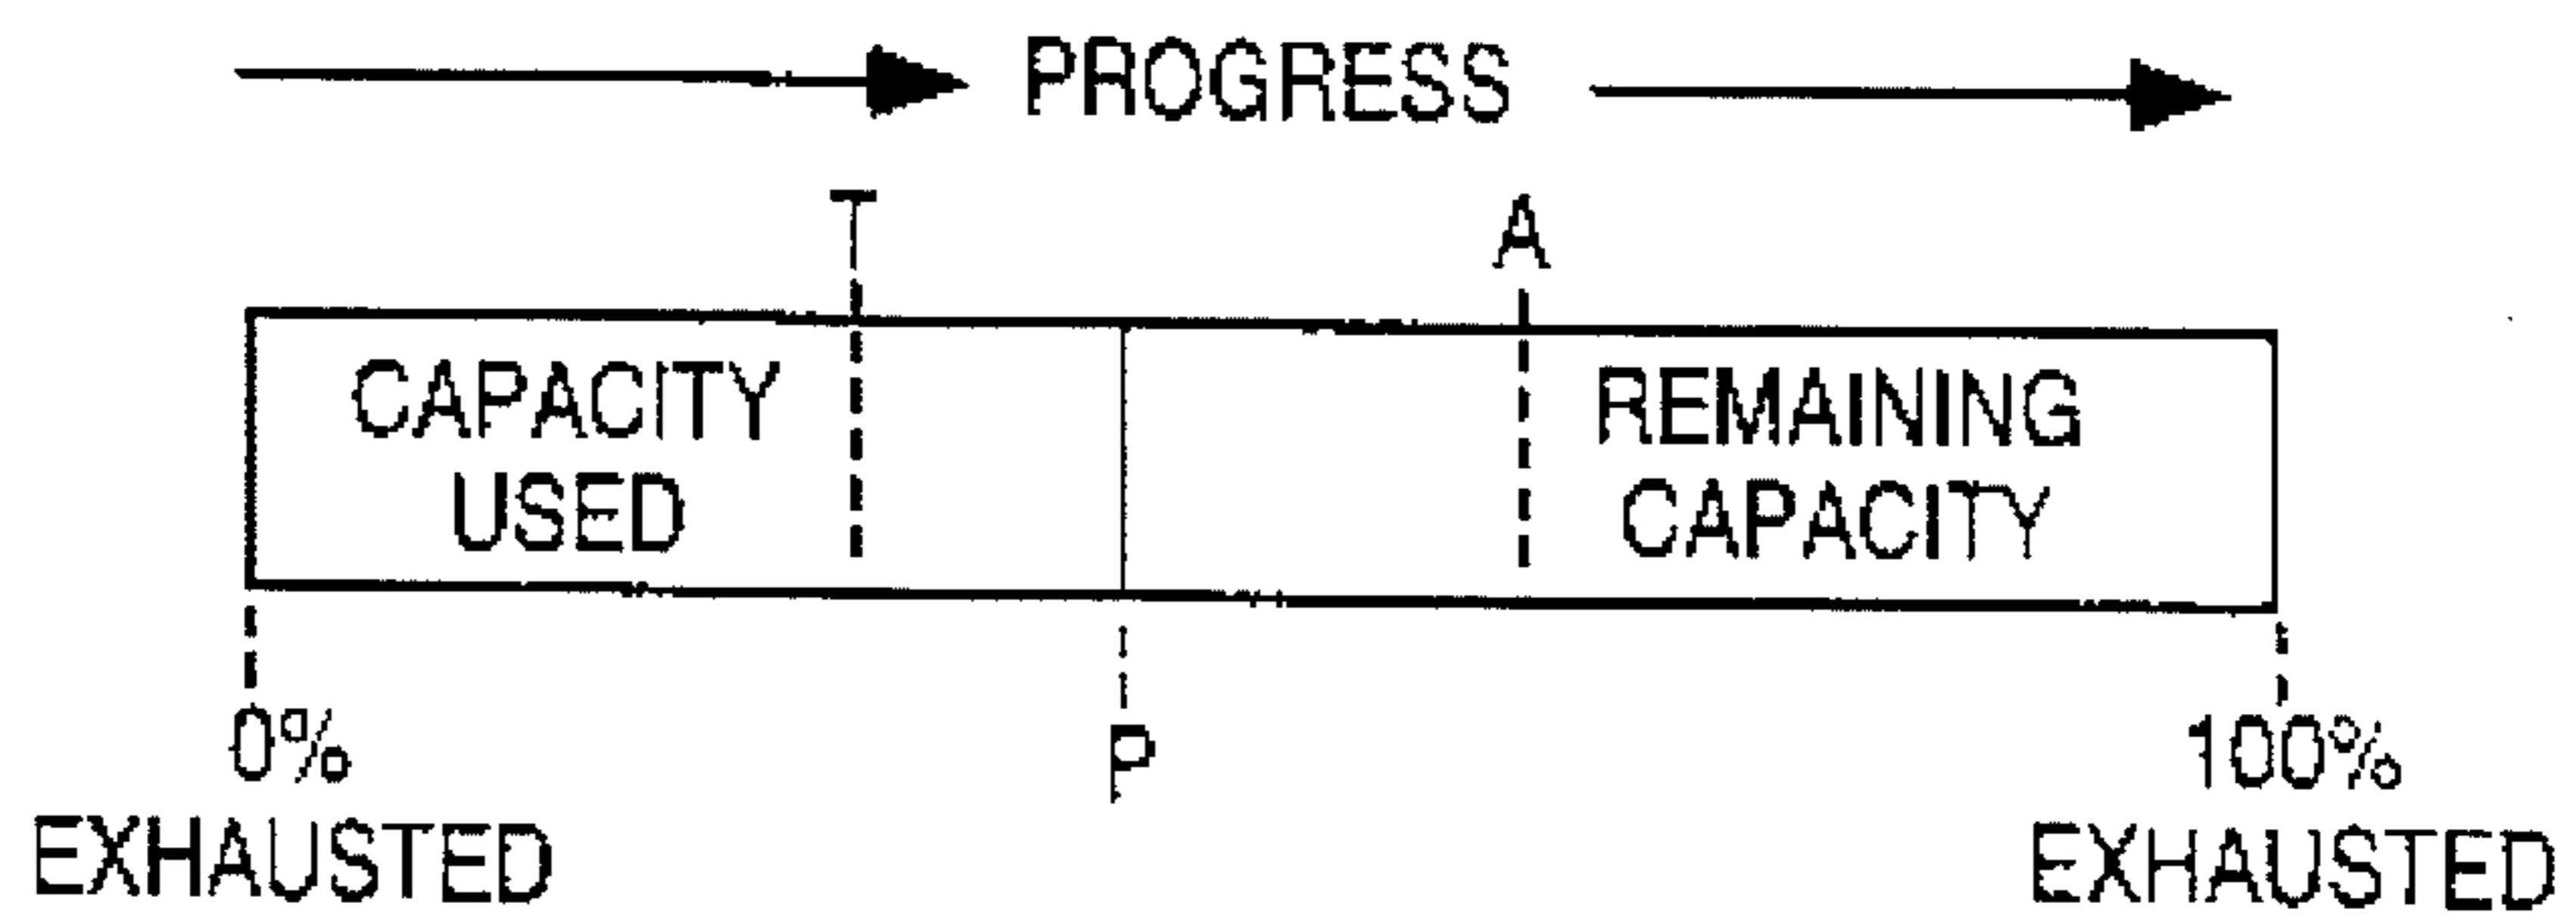 PROGRESS
T
A
CAPACITY
USED
REMAINING
CAPACITY
0%
EXHAUSTED
P
100%
EXHAUSTED